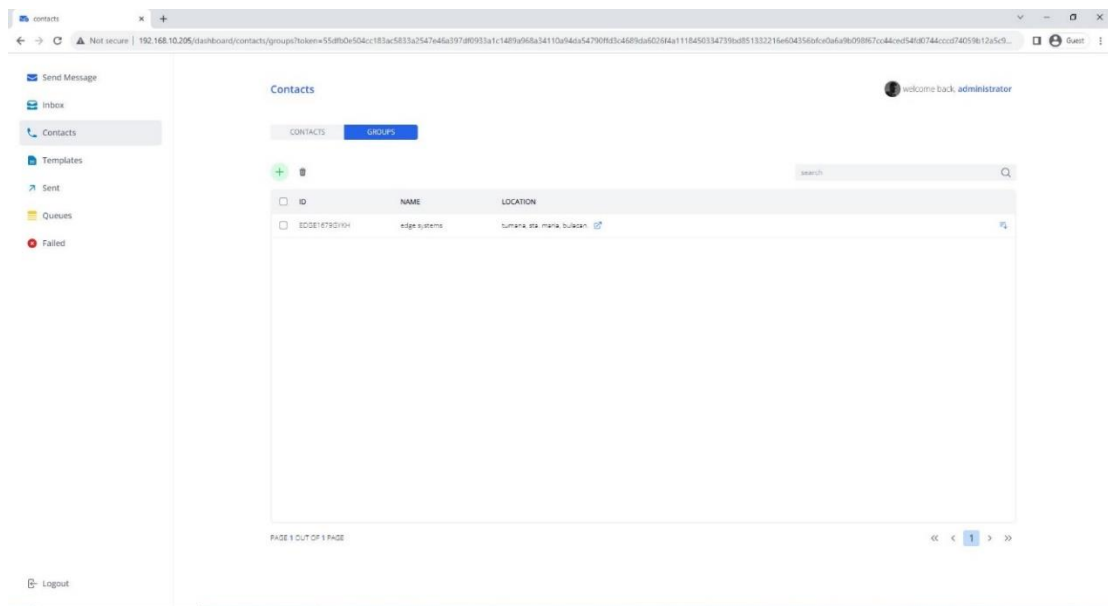 contacts
Not secure | 192.168.10.205/dashboard/contacts/groups?token=
Guest
Send Message
Inbox
Contacts
Templates
Sent
Queues
Failed
Logout
Contacts
welcome back, administrator
CONTACTS GROUPS
search
ID NAME LOCATION
EDGE1679GYKH edge systems tumana, sta. maria, bulacan
PAGE 1 OUT OF 1 PAGE
« < 1 > »